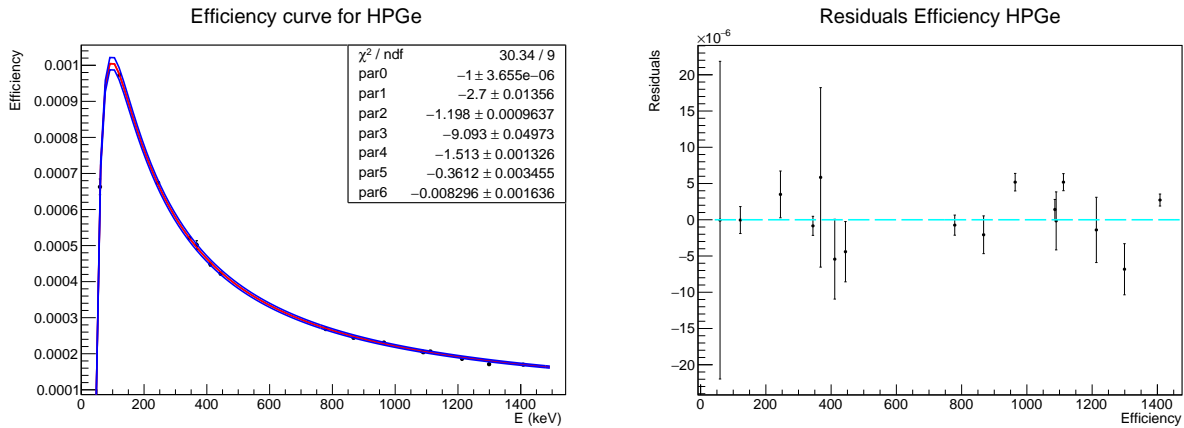 Efficiency curve for HPGe
Efficiency
0.001
0.0009
0.0008
0.0007
0.0006
0.0005
0.0004
0.0003
0.0002
0.0001
0 200 400 600 800 1000 1200 1400
E (keV)
χ² / ndf 30.34 / 9
par0 −1 ± 3.655e−06
par1 −2.7 ± 0.01356
par2 −1.198 ± 0.0009637
par3 −9.093 ± 0.04973
par4 −1.513 ± 0.001326
par5 −0.3612 ± 0.003455
par6 −0.008296 ± 0.001636
Residuals Efficiency HPGe
×10⁻⁶
Residuals
20
15
10
5
0
−5
−10
−15
−20
0 200 400 600 800 1000 1200 1400
Efficiency